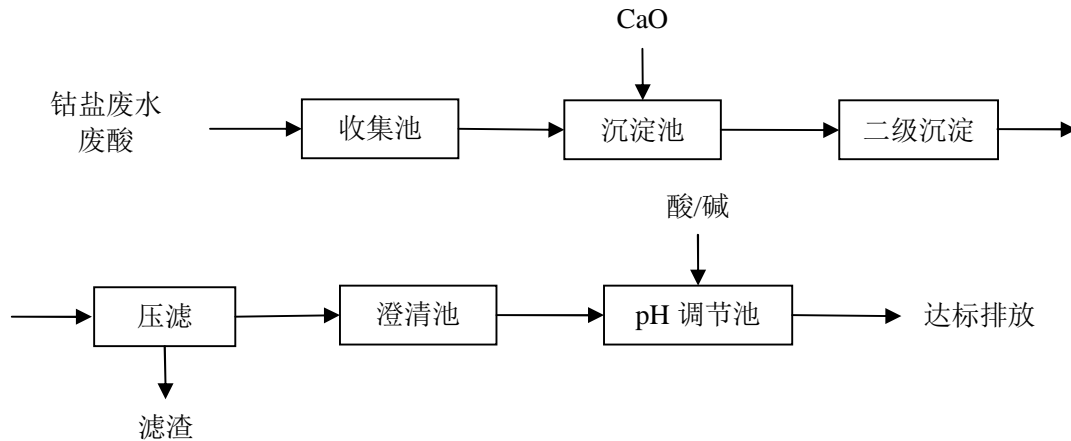 CaO
钴盐废水
废酸
收集池
沉淀池
二级沉淀
酸/碱
压滤
澄清池
pH 调节池
达标排放
滤渣